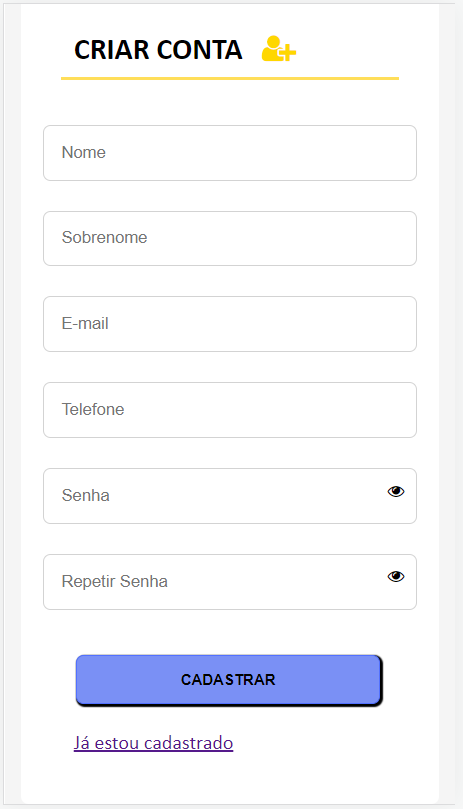 CRIAR CONTA
Nome
Sobrenome
E-mail
Telefone
Senha
Repetir Senha
CADASTRAR
Já estou cadastrado